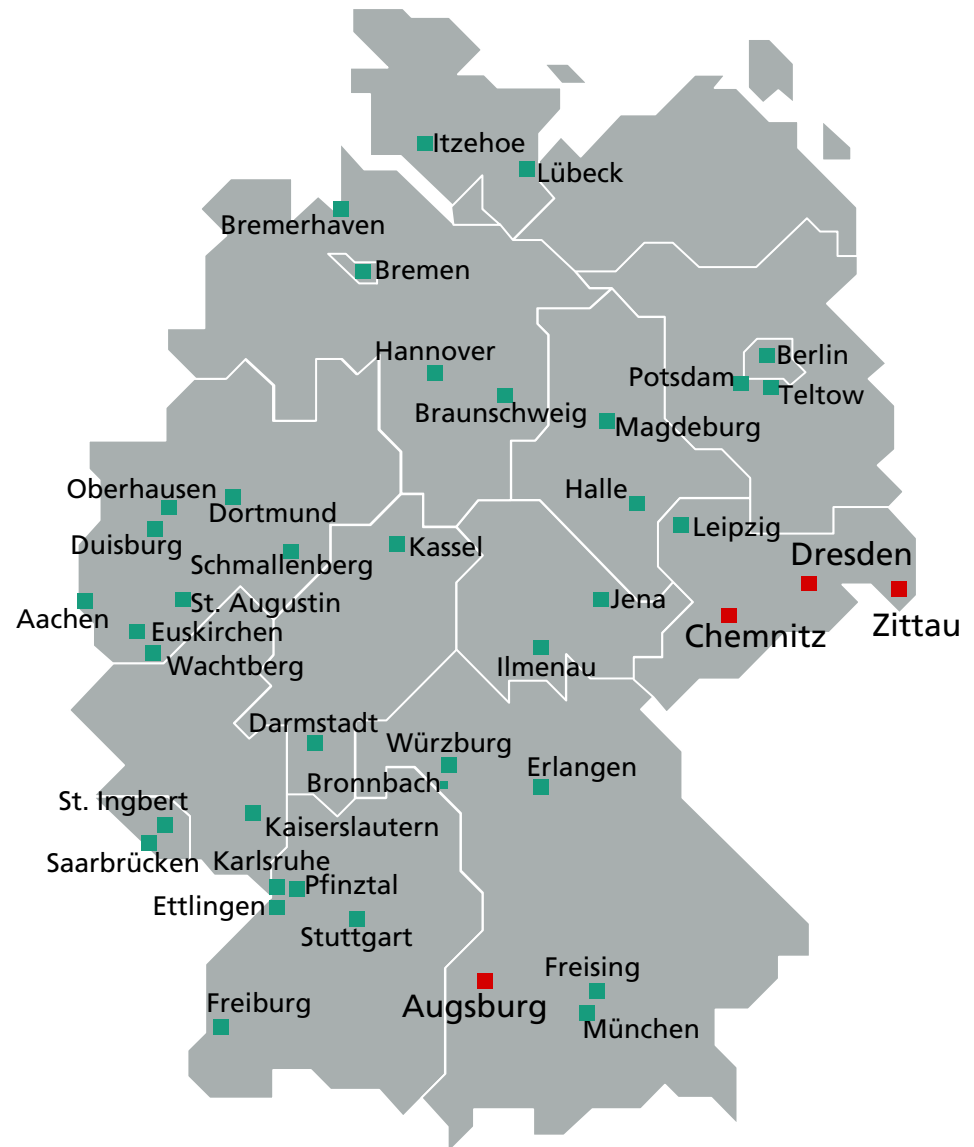 Itzehoe
Lübeck
Bremerhaven
Bremen
Hannover
Berlin
Potsdam
Teltow
Braunschweig
Magdeburg
Oberhausen
Halle
Dortmund
Leipzig
Duisburg
Kassel
Schmallenberg
Dresden
St. Augustin
Jena
Aachen
Zittau
Euskirchen
Chemnitz
Wachtberg
Ilmenau
Darmstadt
Würzburg
Erlangen
Bronnbach
St. Ingbert
Kaiserslautern
Saarbrücken
Karlsruhe
Pfinztal
Ettlingen
Stuttgart
Freising
Freiburg
Augsburg
München